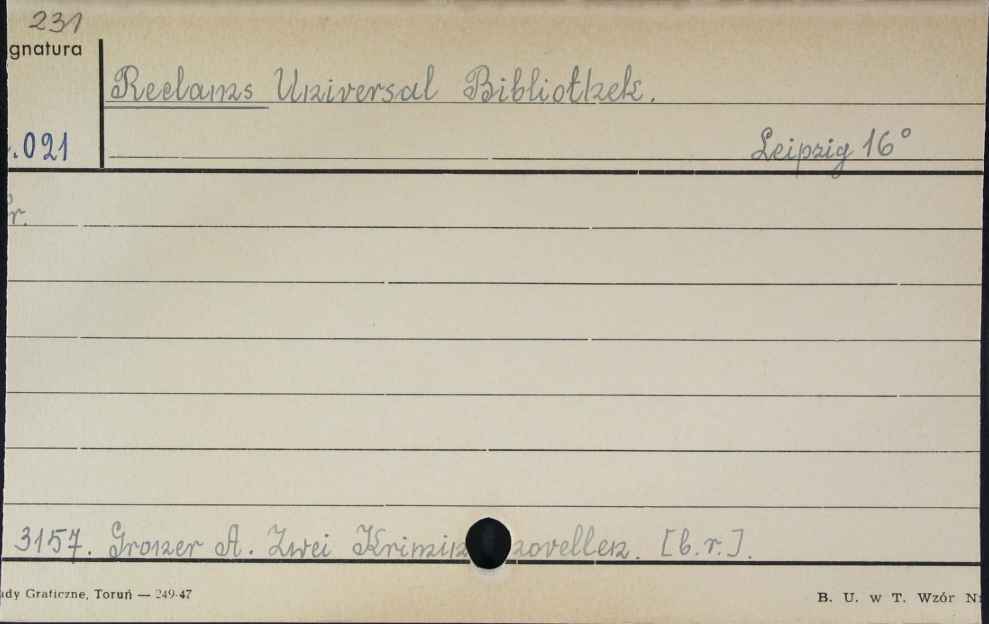 231
gnatura
Reclams Universal Bibliothek.
.021
Leipzig 16°
r.
3157. Groner A. Zwei Krimin novellen. [b.r.].
ady Graficzne, Toruń — 249-47
B. U. w T. Wzór N